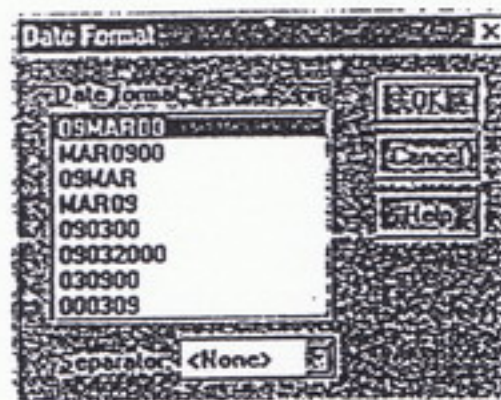 Date Format
Date Format
09MAR00
MAR0900
09MAR
MAR09
090300
09032000
030900
000309
OK
Cancel
Help
Separator <None>